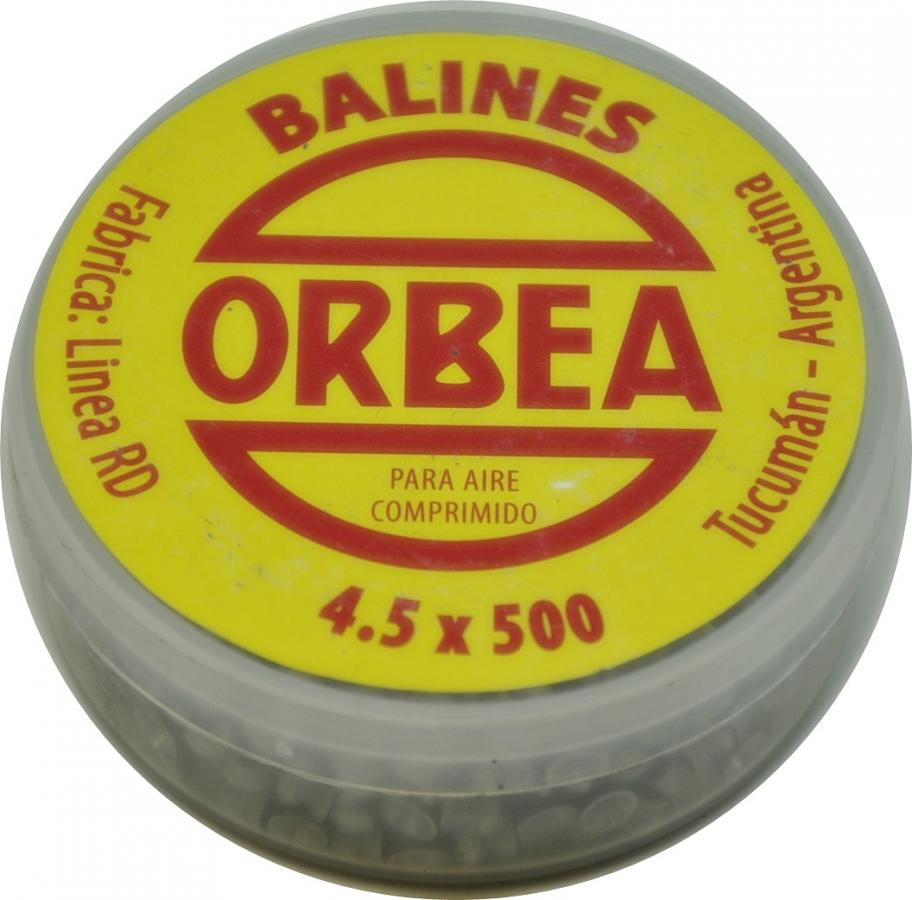 BALINES
ORBEA
PARA AIRE
COMPRIMIDO
4.5 x 500
Fabrica: Linea RD
Tucumán - Argentina